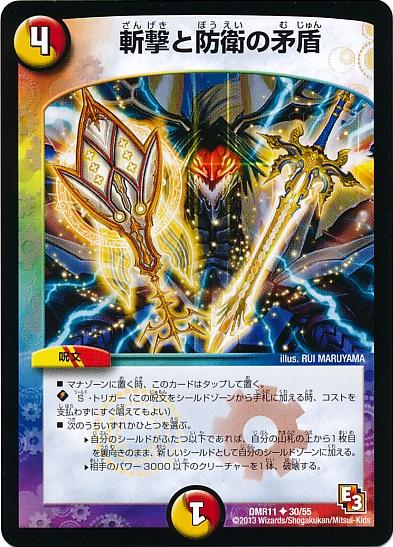 4
斬撃と防衛の矛盾
ざんげき ぼうえい むじゅん
illus. RUI MARUYAMA
呪文
■ マナゾーンに置く時、このカードはタップして置く。
■ S・トリガー(この呪文をシールドゾーンから手札に加える時、コストを
支払わずにすぐ唱えてもよい)
■ 次のうちいずれかひとつを選ぶ。
▶自分のシールドがふたつ以下であれば、自分の山札の上から1枚目
を裏向きのまま、新しいシールドとして自分のシールドゾーンに加える。
▶相手のパワー3000以下のクリーチャーを1体、破壊する。
1
DMR11 ◆ 30/55
©2013 Wizards/Shogakukan/Mitsui-Kids
E3